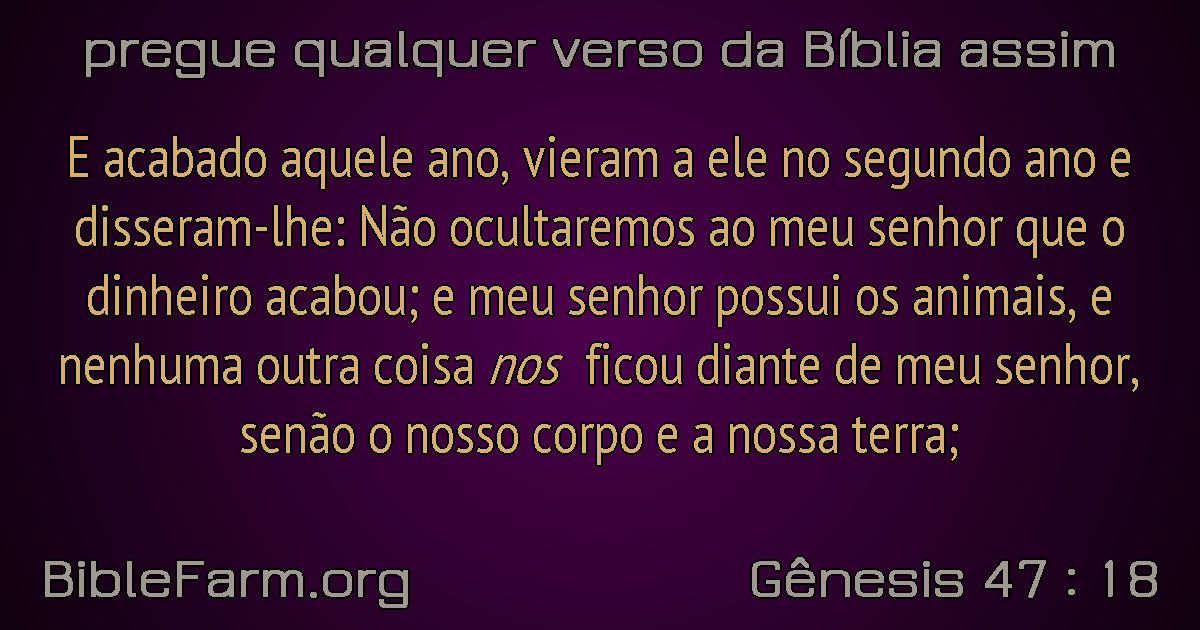 pregue qualquer verso da Bíblia assim
E acabado aquele ano, vieram a ele no segundo ano e
disseram-lhe: Não ocultaremos ao meu senhor que o
dinheiro acabou; e meu senhor possui os animais, e
nenhuma outra coisa nos ficou diante de meu senhor,
senão o nosso corpo e a nossa terra;
BibleFarm.org
Gênesis 47 : 18